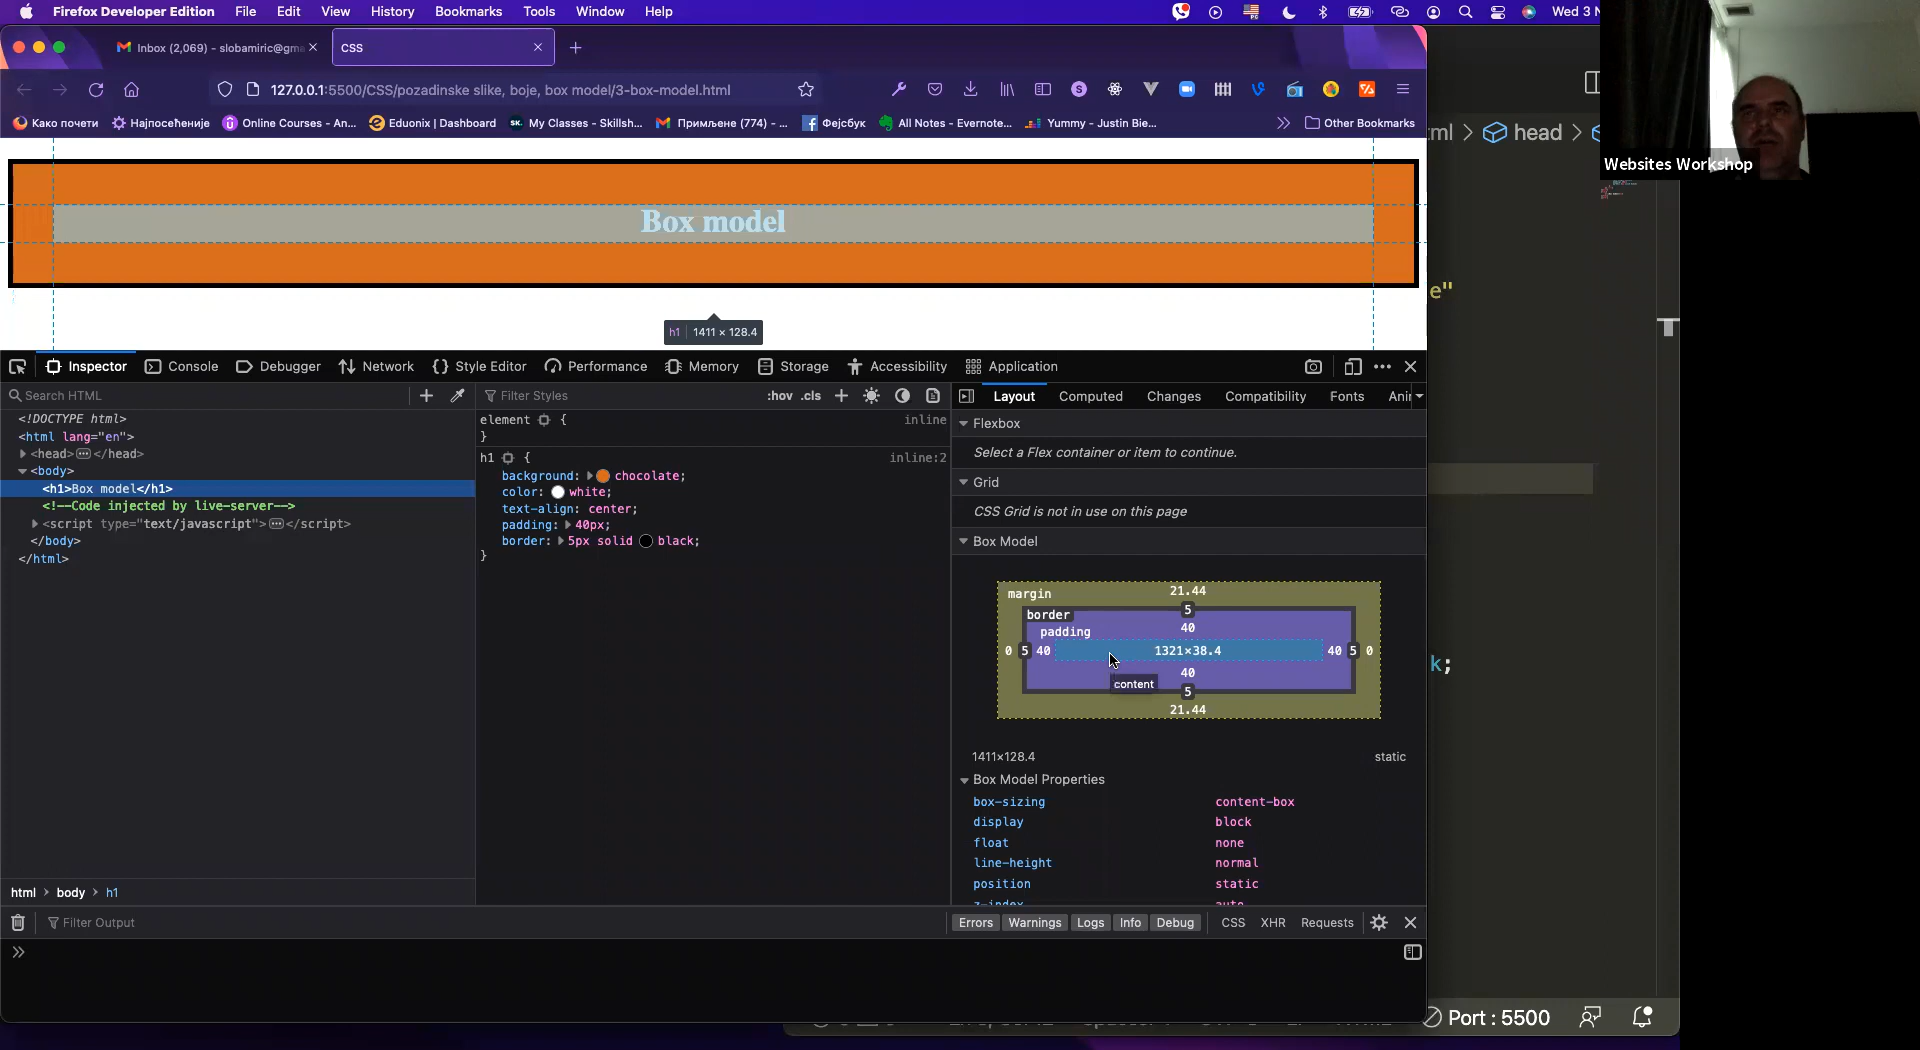 Firefox Developer Edition File Edit View History Bookmarks Tools Window Help Wed 3 N
Inbox (2,069) - slobamiric@gma
CSS
127.0.0.1:5500/CSS/pozadinske slike, boje, box model/3-box-model.html
Како почети Најпосећеније Online Courses - An... Eduonix | Dashboard My Classes - Skillsh... Примљене (774) - ... Фејсбук All Notes - Evernote... Yummy - Justin Bie... Other Bookmarks
ml > head >
Websites Workshop
Box model
h1 1411 × 128.4
e"
k;
Inspector Console Debugger Network Style Editor Performance Memory Storage Accessibility Application
Search HTML
Filter Styles :hov .cls
Layout Computed Changes Compatibility Fonts Ani
<!DOCTYPE html>
<html lang="en">
<head> </head>
<body>
<h1>Box model</h1>
<!--Code injected by live-server-->
<script type="text/javascript"> </script>
</body>
</html>
element { inline
}
h1 { inline:2
background: chocolate;
color: white;
text-align: center;
padding: 40px;
border: 5px solid black;
}
Flexbox
Select a Flex container or item to continue.
Grid
CSS Grid is not in use on this page
Box Model
margin 21.44
border 5
padding 40
0 5 40 1321×38.4 40 5 0
40
content
5
21.44
1411×128.4 static
Box Model Properties
box-sizing content-box
display block
float none
line-height normal
position static
z-index auto
html > body > h1
Filter Output
Errors Warnings Logs Info Debug CSS XHR Requests
Port : 5500